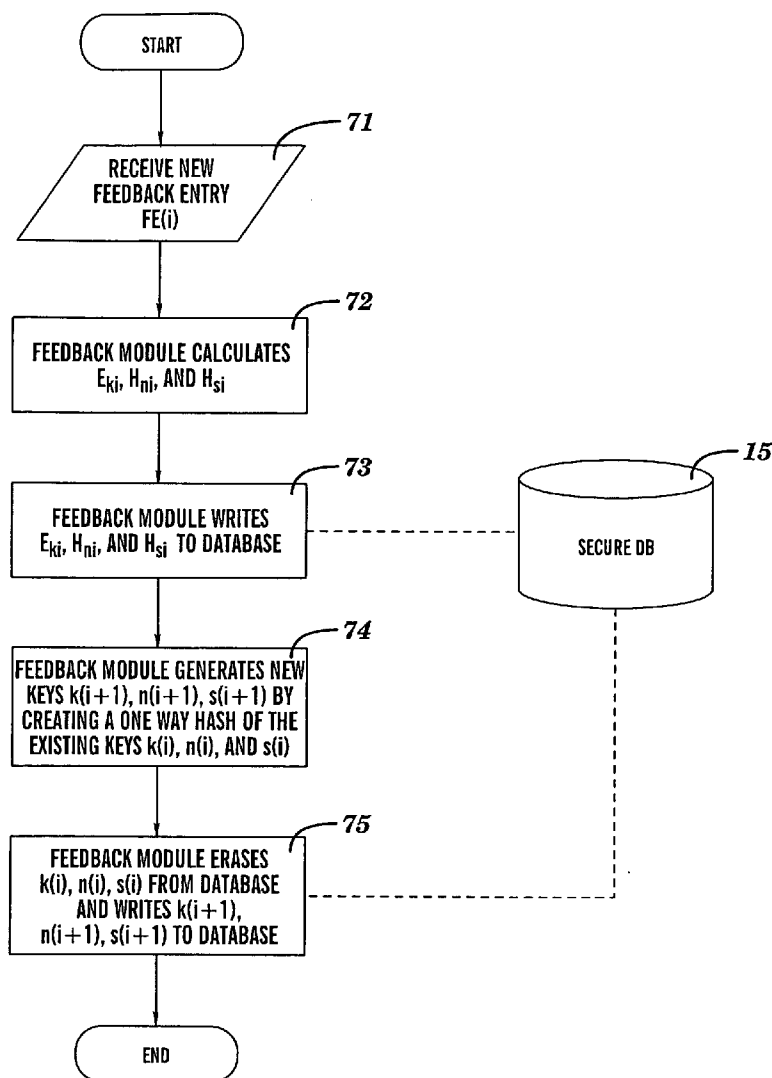 START
71
RECEIVE NEW
FEEDBACK ENTRY
FE(i)
72
FEEDBACK MODULE CALCULATES
Eki, Hni, AND Hsi
73
FEEDBACK MODULE WRITES
Eki, Hni, AND Hsi TO DATABASE
15
SECURE DB
74
FEEDBACK MODULE GENERATES NEW
KEYS k(i+1), n(i+1), s(i+1) BY
CREATING A ONE WAY HASH OF THE
EXISTING KEYS k(i), n(i), AND s(i)
75
FEEDBACK MODULE ERASES
k(i), n(i), s(i) FROM DATABASE
AND WRITES k(i+1),
n(i+1), s(i+1) TO DATABASE
END